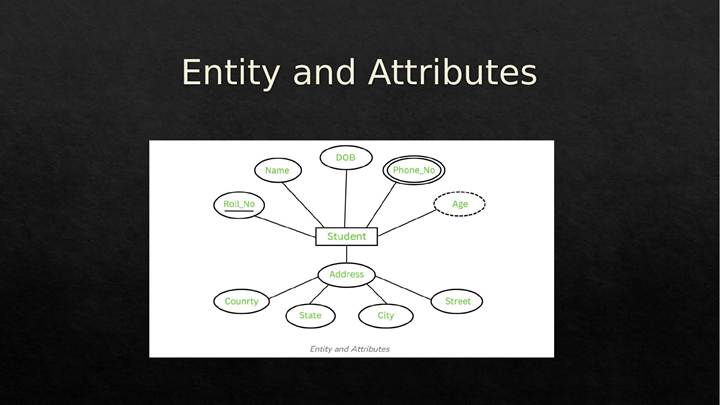 Entity and Attributes
DOB
Name
Phone_No
Roll_No
Age
Student
Address
Counrty
Street
State
City
Entity and Attributes